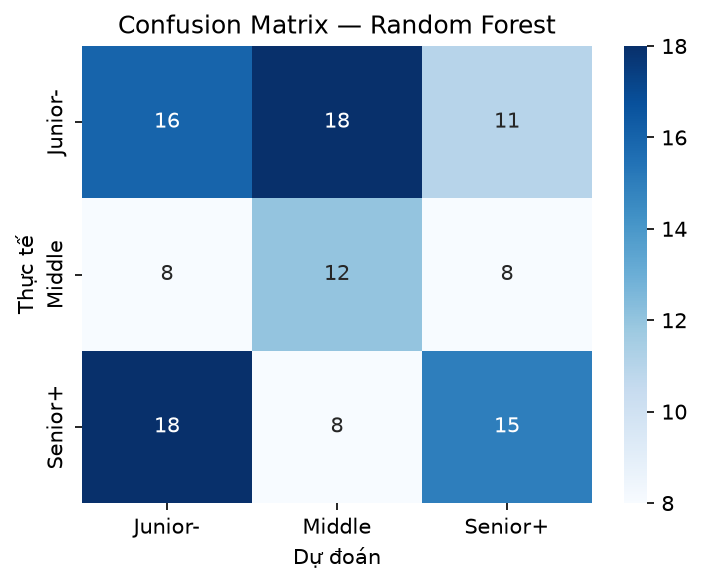 Confusion Matrix — Random Forest
Thực tế
Junior-
16 18 11
Middle
8 12 8
Senior+
18 8 15
Junior- Middle Senior+
Dự đoán
18
16
14
12
10
8